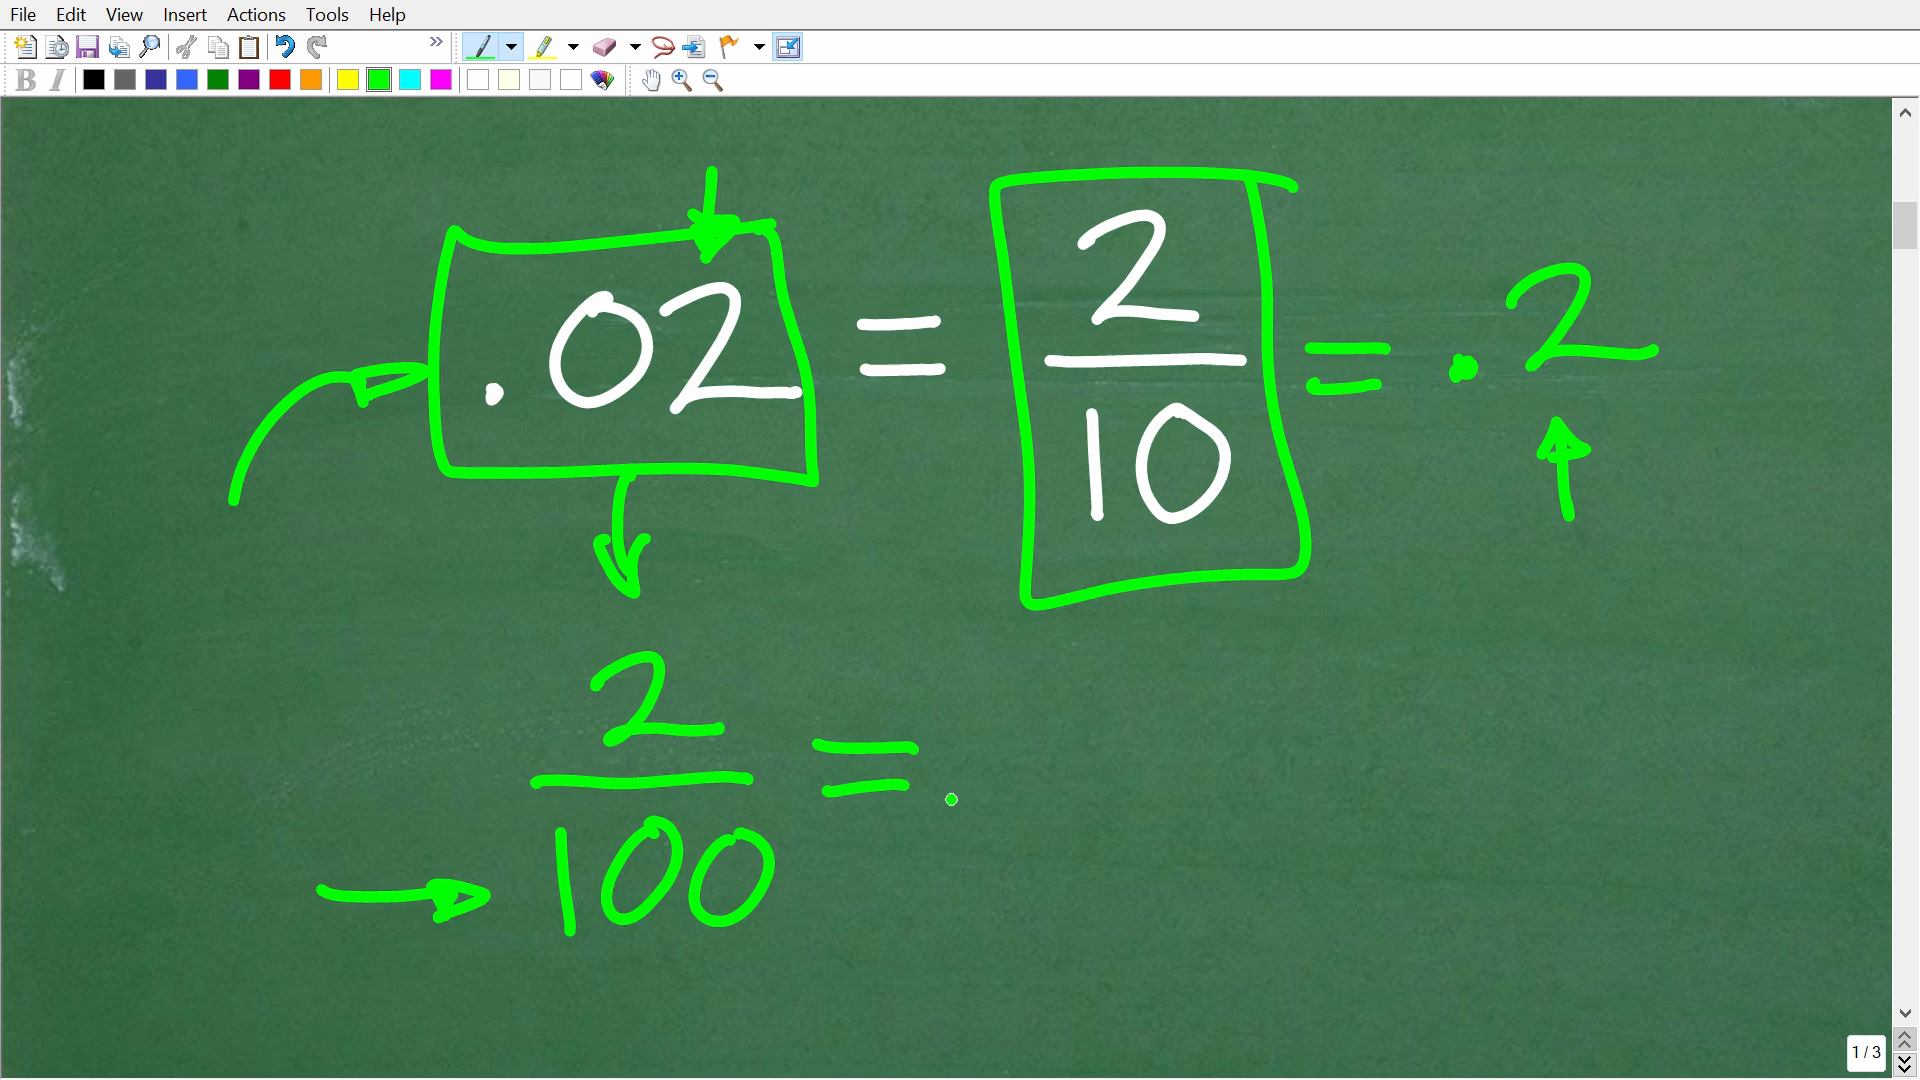 File Edit View Insert Actions Tools Help
B I
.02 = 2/10 = .2
2/100 =
1 / 3